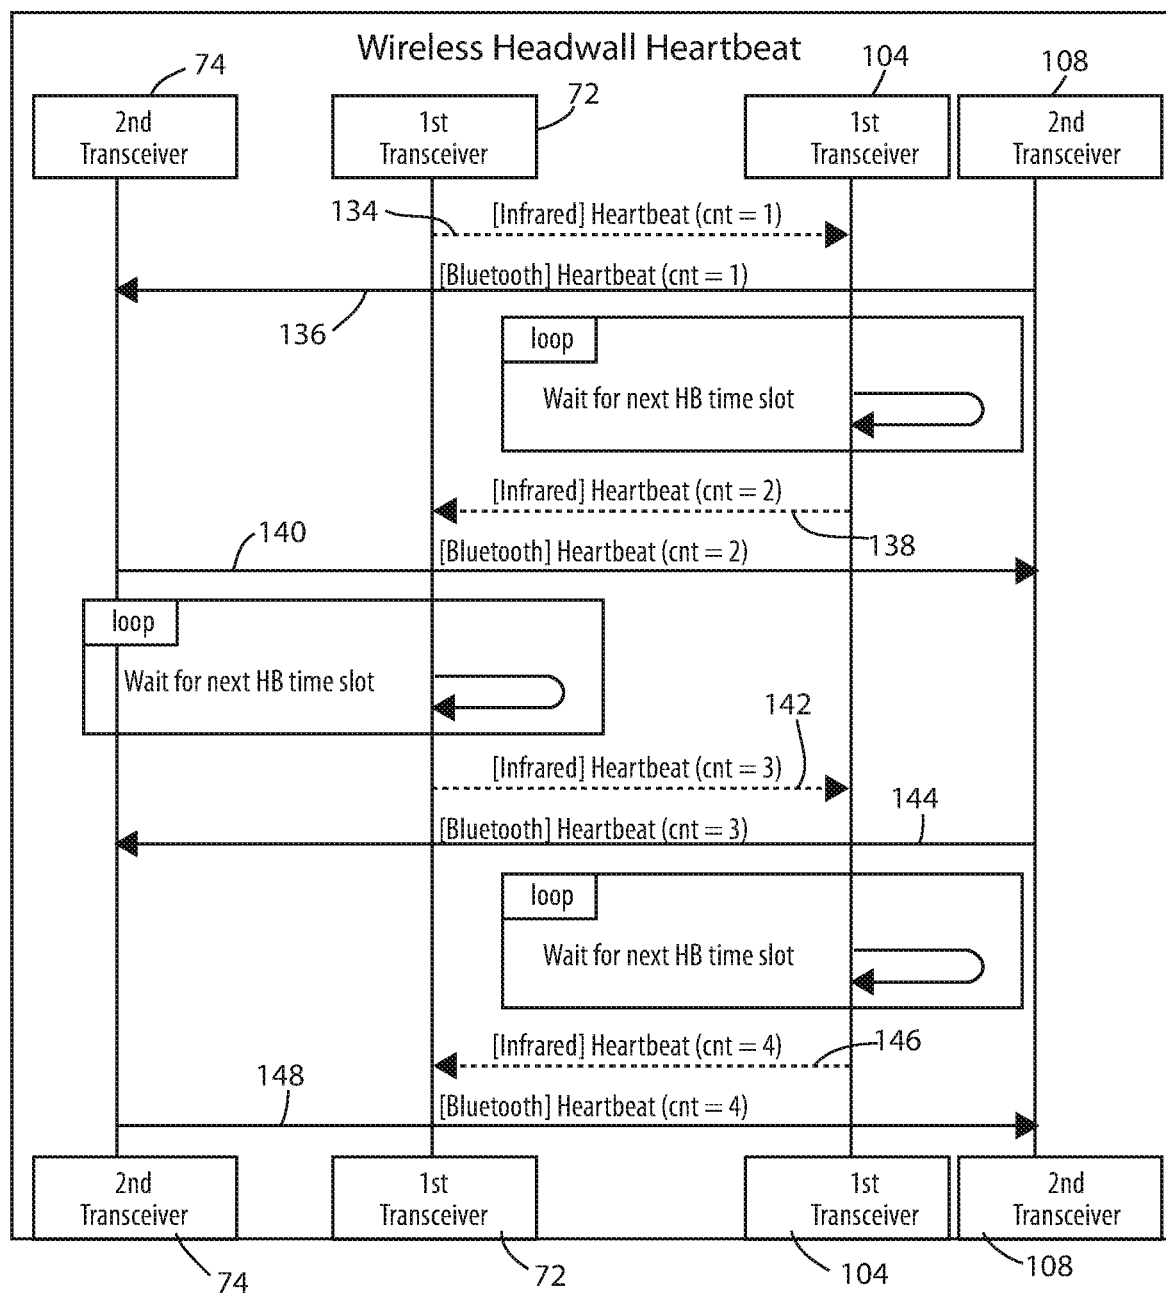 Wireless Headwall Heartbeat
74
72
104
108
2nd
Transceiver
1st
Transceiver
1st
Transceiver
2nd
Transceiver
134
[Infrared] Heartbeat (cnt = 1)
[Bluetooth] Heartbeat (cnt = 1)
136
loop
Wait for next HB time slot
[Infrared] Heartbeat (cnt = 2)
138
140
[Bluetooth] Heartbeat (cnt = 2)
loop
Wait for next HB time slot
142
[Infrared] Heartbeat (cnt = 3)
144
[Bluetooth] Heartbeat (cnt = 3)
loop
Wait for next HB time slot
[Infrared] Heartbeat (cnt = 4)
146
148
[Bluetooth] Heartbeat (cnt = 4)
2nd
Transceiver
1st
Transceiver
1st
Transceiver
2nd
Transceiver
74
72
104
108